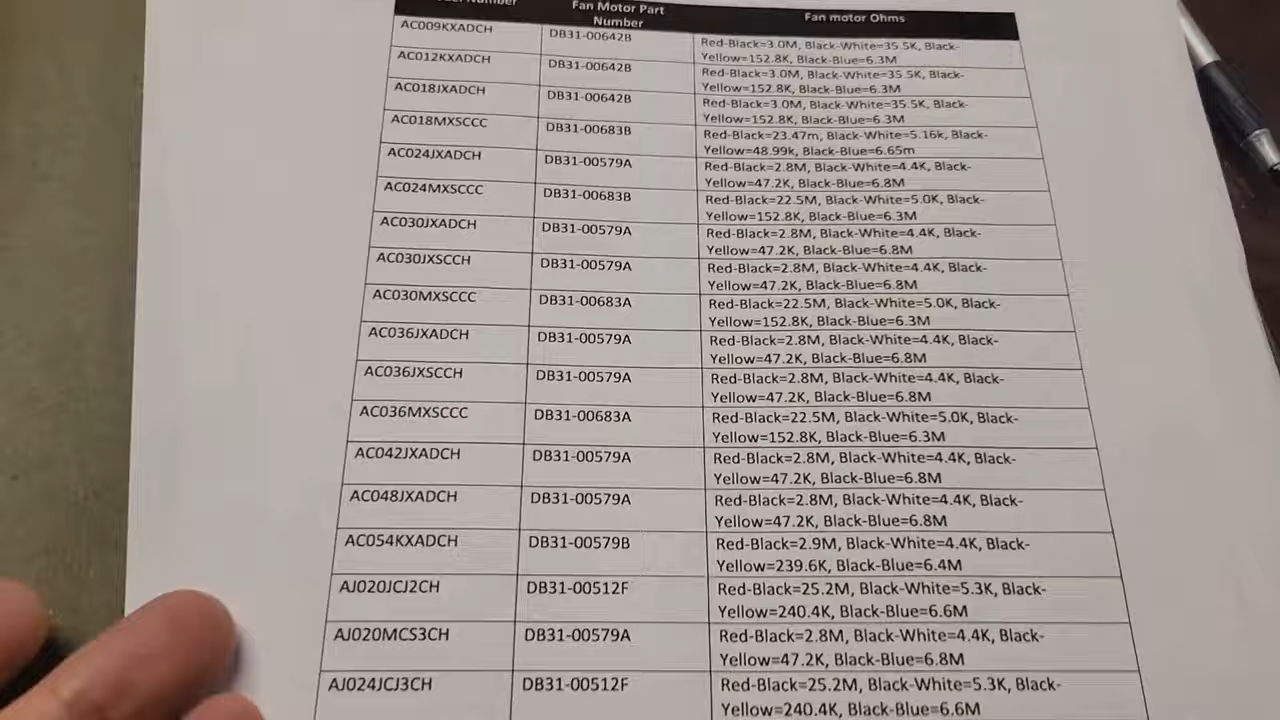 Number
Fan Motor Part
Number
Fan motor Ohms
AC009KXADCH
DB31-00642B
Red-Black=3.0M, Black-White=35.5K, Black-
Yellow=152.8K, Black-Blue=6.3M
AC012KXADCH
DB31-00642B
Red-Black=3.0M, Black-White=35.5K, Black-
Yellow=152.8K, Black-Blue=6.3M
AC018JXADCH
DB31-00642B
Red-Black=3.0M, Black-White=35.5K, Black-
Yellow=152.8K, Black-Blue=6.3M
AC018MXSCCC
DB31-00683B
Red-Black=23.47m, Black-White=5.16k, Black-
Yellow=48.99k, Black-Blue=6.65m
AC024JXADCH
DB31-00579A
Red-Black=2.8M, Black-White=4.4K, Black-
Yellow=47.2K, Black-Blue=6.8M
AC024MXSCCC
DB31-00683B
Red-Black=22.5M, Black-White=5.0K, Black-
Yellow=152.8K, Black-Blue=6.3M
AC030JXADCH
DB31-00579A
Red-Black=2.8M, Black-White=4.4K, Black-
Yellow=47.2K, Black-Blue=6.8M
AC030JXSCCH
DB31-00579A
Red-Black=2.8M, Black-White=4.4K, Black-
Yellow=47.2K, Black-Blue=6.8M
AC030MXSCCC
DB31-00683A
Red-Black=22.5M, Black-White=5.0K, Black-
Yellow=152.8K, Black-Blue=6.3M
AC036JXADCH
DB31-00579A
Red-Black=2.8M, Black-White=4.4K, Black-
Yellow=47.2K, Black-Blue=6.8M
AC036JXSCCH
DB31-00579A
Red-Black=2.8M, Black-White=4.4K, Black-
Yellow=47.2K, Black-Blue=6.8M
AC036MXSCCC
DB31-00683A
Red-Black=22.5M, Black-White=5.0K, Black-
Yellow=152.8K, Black-Blue=6.3M
AC042JXADCH
DB31-00579A
Red-Black=2.8M, Black-White=4.4K, Black-
Yellow=47.2K, Black-Blue=6.8M
AC048JXADCH
DB31-00579A
Red-Black=2.8M, Black-White=4.4K, Black-
Yellow=47.2K, Black-Blue=6.8M
AC054KXADCH
DB31-00579B
Red-Black=2.9M, Black-White=4.4K, Black-
Yellow=239.6K, Black-Blue=6.4M
AJ020JCJ2CH
DB31-00512F
Red-Black=25.2M, Black-White=5.3K, Black-
Yellow=240.4K, Black-Blue=6.6M
AJ020MCS3CH
DB31-00579A
Red-Black=2.8M, Black-White=4.4K, Black-
Yellow=47.2K, Black-Blue=6.8M
AJ024JCJ3CH
DB31-00512F
Red-Black=25.2M, Black-White=5.3K, Black-
Yellow=240.4K, Black-Blue=6.6M